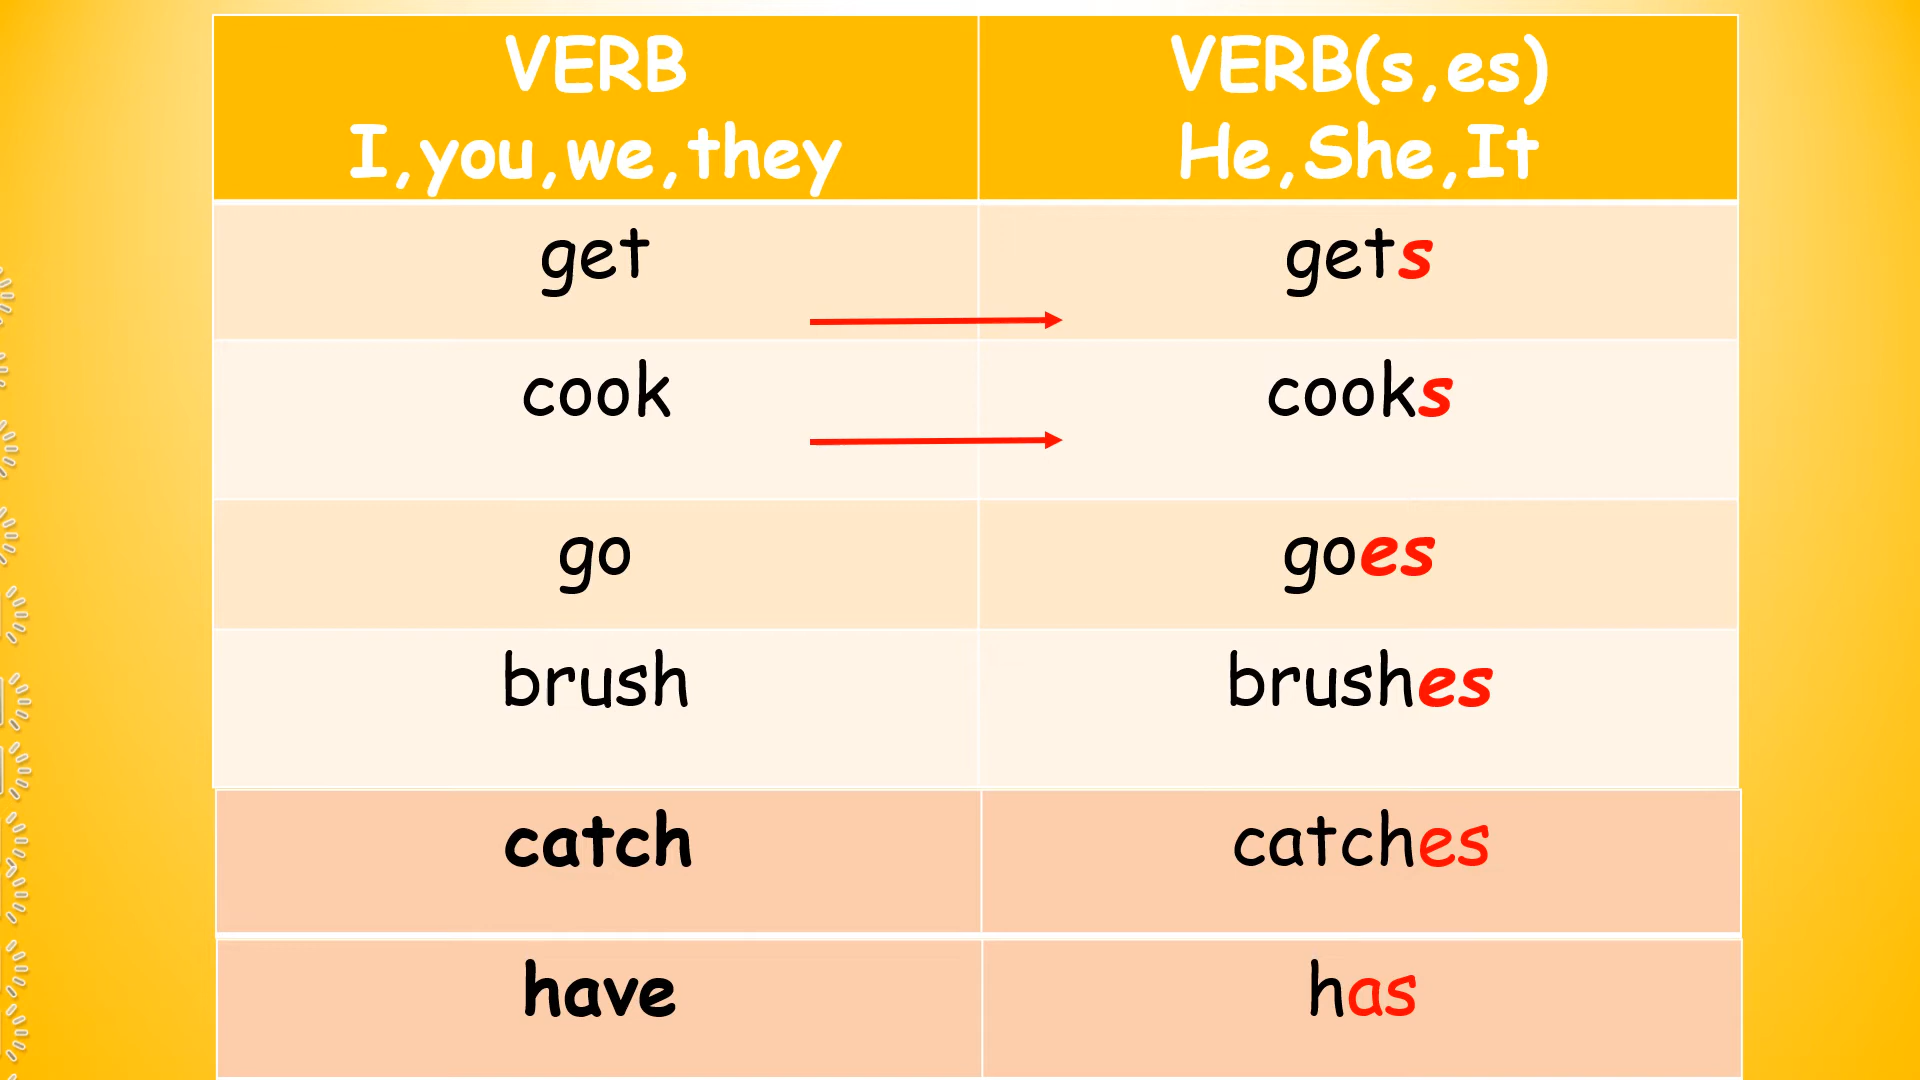 VERB
I,you,we,they
VERB(s,es)
He,She,It
get
gets
cook
cooks
go
goes
brush
brushes
catch
catches
have
has